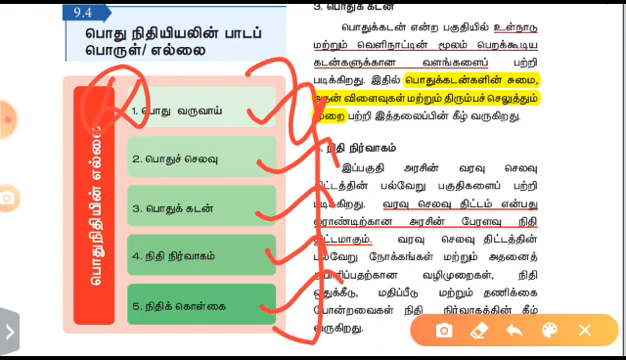 9.4
பொது நிதியியலின் பாடப்
பொருள்/ எல்லை
பொதுநிதியின் எல்லை
1. பொது வருவாய்
2. பொதுச் செலவு
3. பொதுக் கடன்
4. நிதி நிர்வாகம்
5. நிதிக் கொள்கை
3. பொதுக் கடன்
பொதுக்கடன் என்ற பகுதியில் உள்நாடு
மற்றும் வெளிநாட்டின் மூலம் பெறக்கூடிய
கடன்களுக்கான வளங்களைப் பற்றி
படிக்கிறது. இதில் பொதுக்கடன்களின் சுமை,
அதன் விளைவுகள் மற்றும் திரும்பச் செலுத்தும்
முறை பற்றி இத்தலைப்பின் கீழ் வருகிறது.
நிதி நிர்வாகம்
இப்பகுதி அரசின் வரவு செலவு
திட்டத்தின் பல்வேறு பகுதிகளைப் பற்றி
படிக்கிறது. வரவு செலவு திட்டம் என்பது
ஓராண்டிற்கான அரசின் பேரளவு நிதி
திட்டமாகும். வரவு செலவு திட்டத்தின்
பல்வேறு நோக்கங்கள் மற்றும் அதனைத்
தயாரிப்பதற்கான வழிமுறைகள், நிதி
ஒதுக்கீடு, மதிப்பீடு மற்றும் தணிக்கை
போன்றவைகள் நிதி நிர்வாகத்தின் கீழ்
வருகிறது.